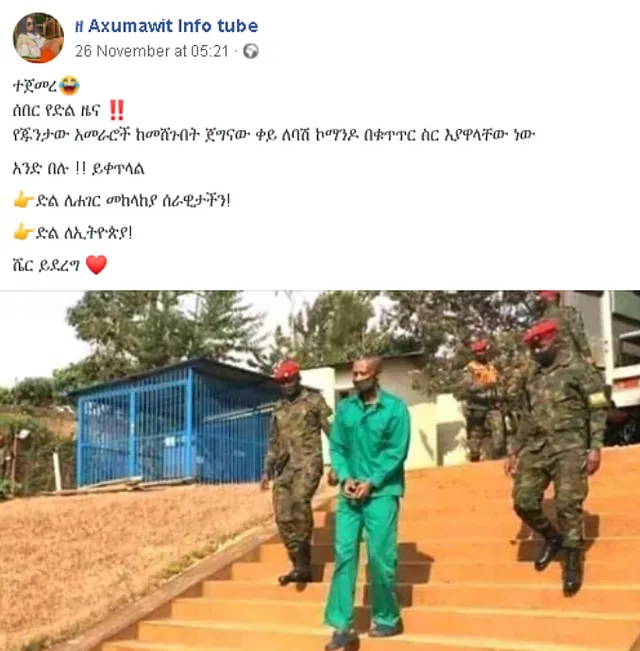 # Axumawit Info tube
26 November at 05:21 ·
ተጀመረ😂
ሰበር የድል ዜና ‼️
የጁንታው አመራሮች ከመሸጉበት ጀግናው ቀይ ለባሽ ኮማንዶ በቁጥጥር ስር እያዋላቸው ነው
አንድ በሉ !! ይቀጥላል
👉ድል ለሐገር መከላከያ ሰራዊታችን!
👉ድል ለኢትዮጵያ!
ሼር ይደረግ ❤️